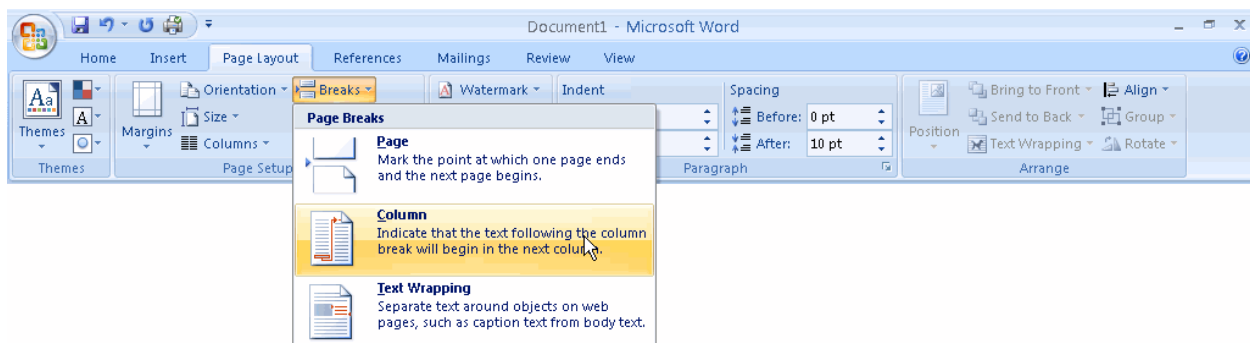 Document1 - Microsoft Word
Home Insert Page Layout References Mailings Review View
Orientation Breaks Watermark Indent Spacing Bring to Front Align
Aa
A
Themes
Margins
Size
Page Breaks
Before: 0 pt
Position
Send to Back Group
Columns
After: 10 pt
Text Wrapping Rotate
Themes Page Setup Paragraph Arrange
Page
Mark the point at which one page ends
and the next page begins.
Column
Indicate that the text following the column
break will begin in the next column.
Text Wrapping
Separate text around objects on web
pages, such as caption text from body text.